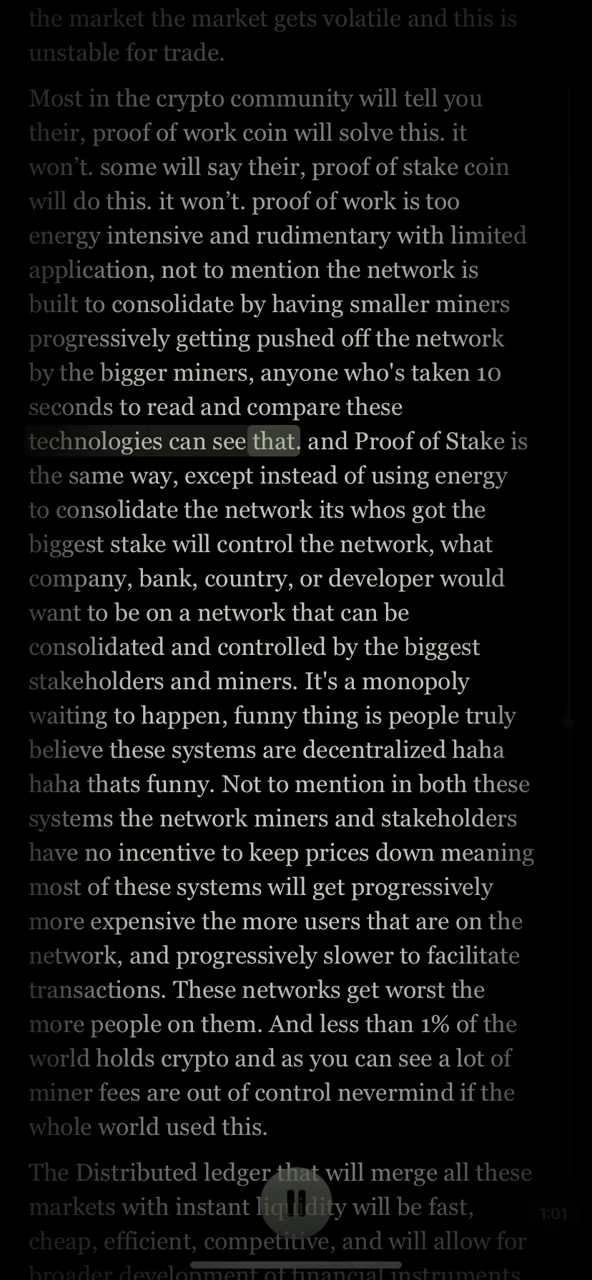 the market the market gets volatile and this is
unstable for trade.
Most in the crypto community will tell you
their, proof of work coin will solve this. it
won’t. some will say their, proof of stake coin
will do this. it won’t. proof of work is too
energy intensive and rudimentary with limited
application, not to mention the network is
built to consolidate by having smaller miners
progressively getting pushed off the network
by the bigger miners, anyone who's taken 10
seconds to read and compare these
technologies can see that. and Proof of Stake is
the same way, except instead of using energy
to consolidate the network its whos got the
biggest stake will control the network, what
company, bank, country, or developer would
want to be on a network that can be
consolidated and controlled by the biggest
stakeholders and miners. It's a monopoly
waiting to happen, funny thing is people truly
believe these systems are decentralized haha
haha thats funny. Not to mention in both these
systems the network miners and stakeholders
have no incentive to keep prices down meaning
most of these systems will get progressively
more expensive the more users that are on the
network, and progressively slower to facilitate
transactions. These networks get worst the
more people on them. And less than 1% of the
world holds crypto and as you can see a lot of
miner fees are out of control nevermind if the
whole world used this.
The Distributed ledger that will merge all these
markets with instant liquidity will be fast,
1:01
cheap, efficient, competitive, and will allow for
broader development of financial instruments